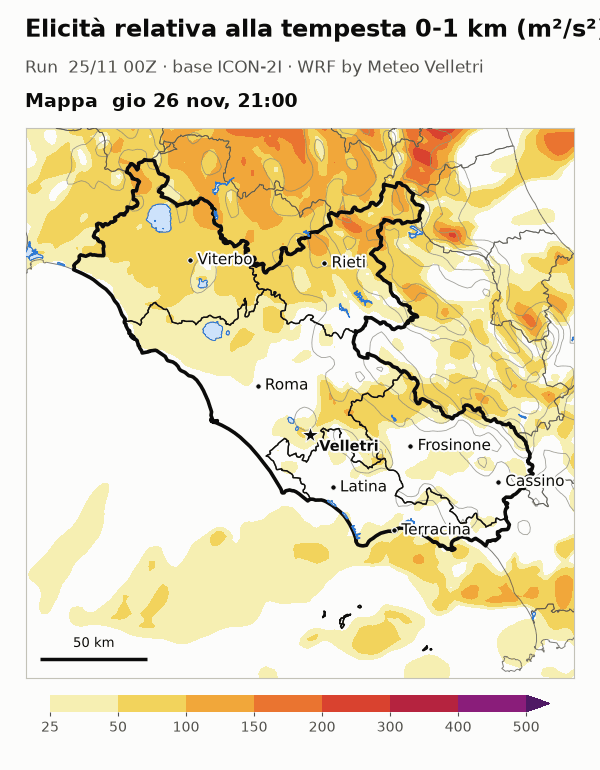 Elicità relativa alla tempesta 0-1 km (m²/s²)
Run 25/11 00Z · base ICON-2I · WRF by Meteo Velletri
Mappa gio 26 nov, 21:00
Viterbo
Rieti
Roma
Velletri
Frosinone
Latina
Cassino
Terracina
50 km
25 50 100 150 200 300 400 500